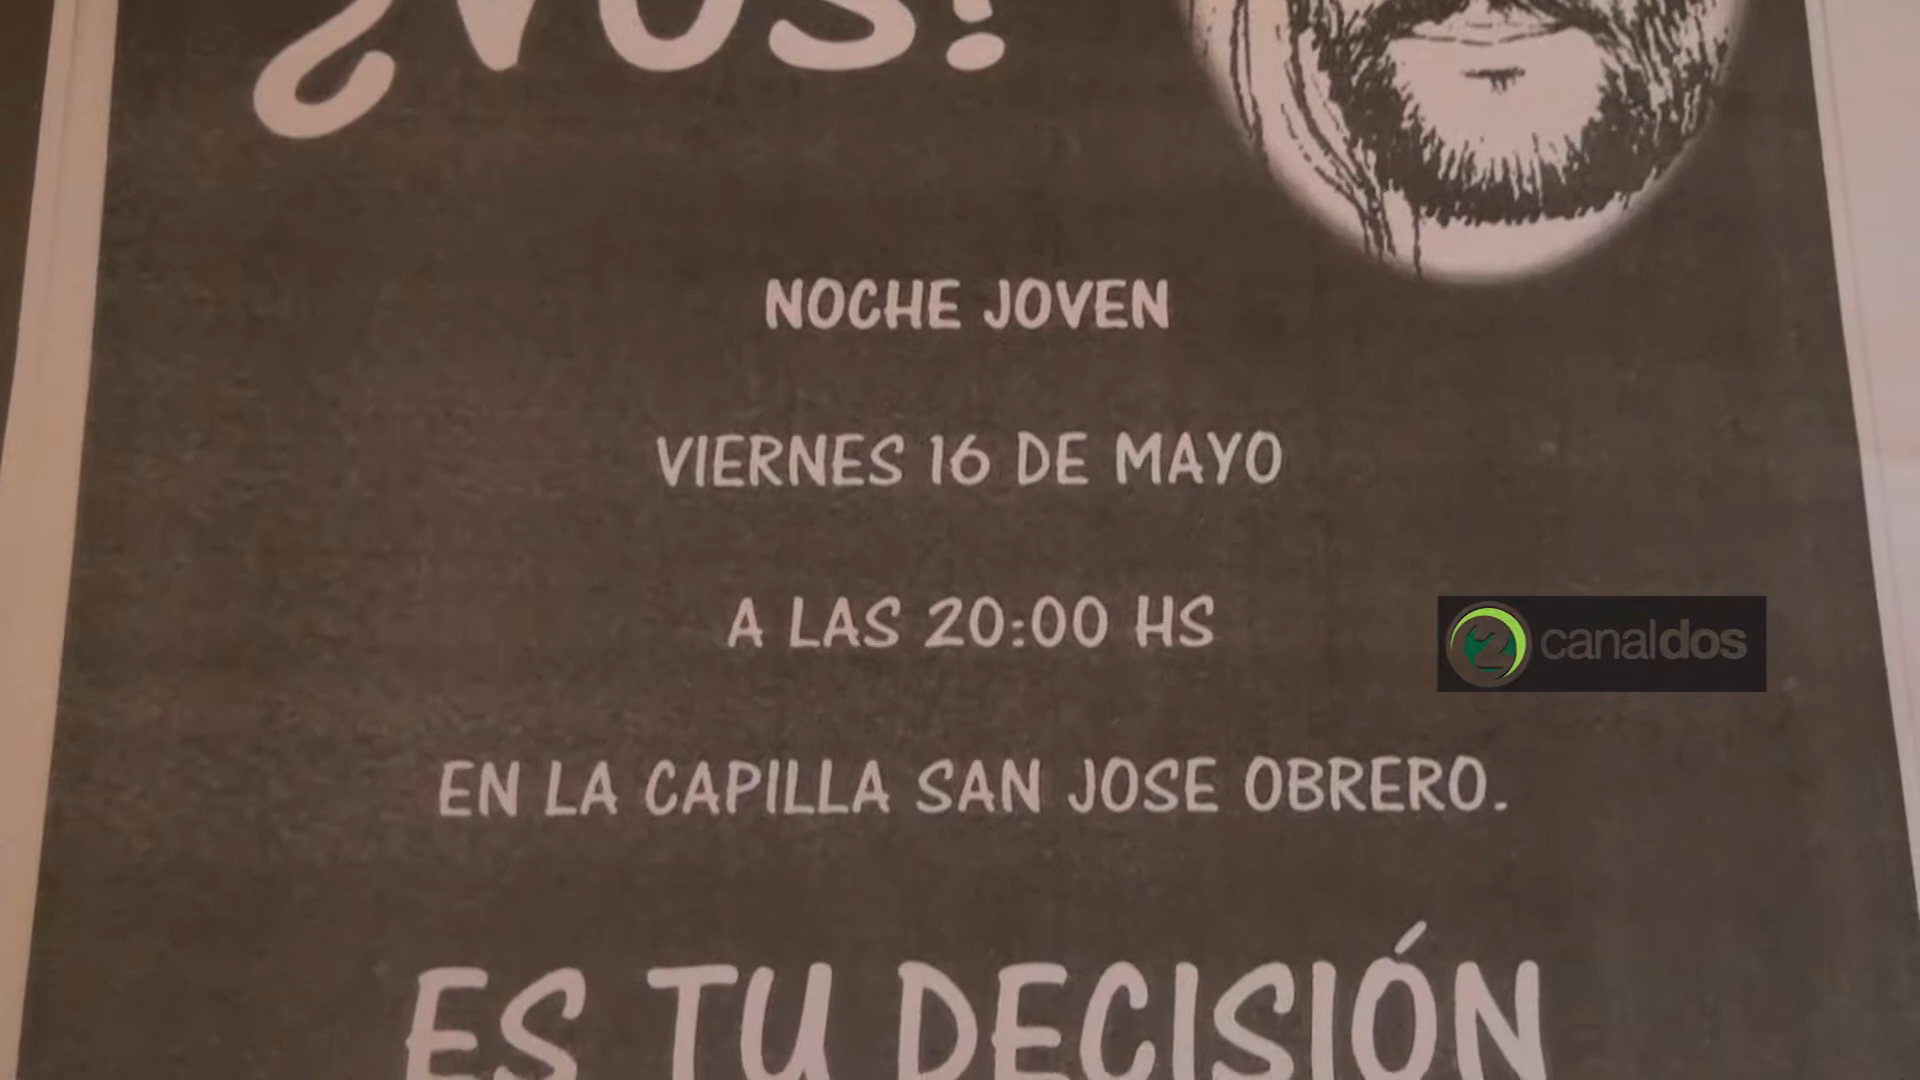 ¿VOS?
NOCHE JOVEN
VIERNES 16 DE MAYO
A LAS 20:00 HS
2 canaldos
EN LA CAPILLA SAN JOSE OBRERO.
ES TU DECISIÓN